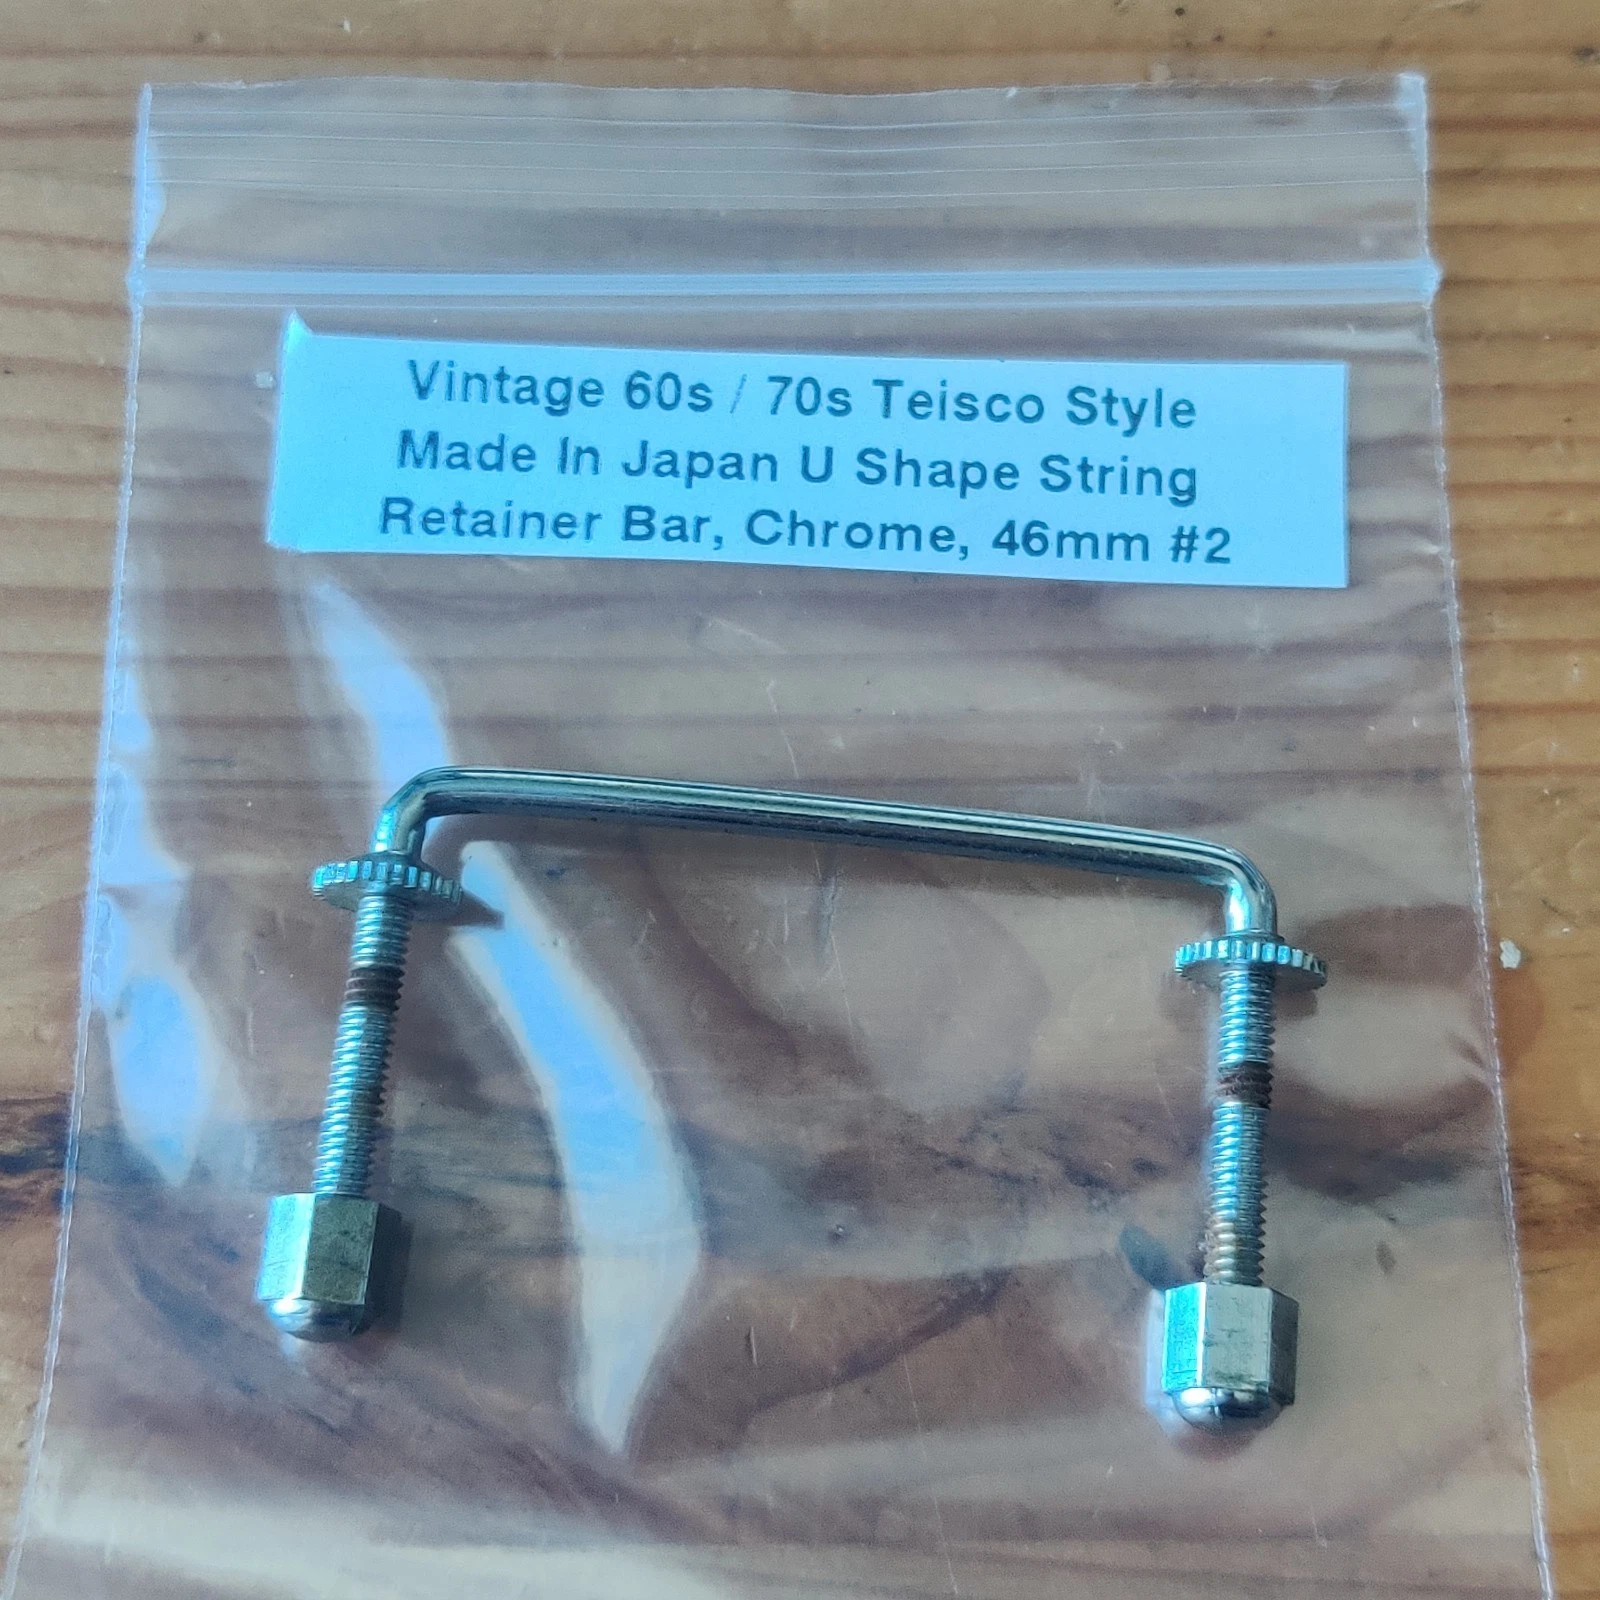 Vintage 60s / 70s Teisco Style
Made In Japan U Shape String
Retainer Bar, Chrome, 46mm #2